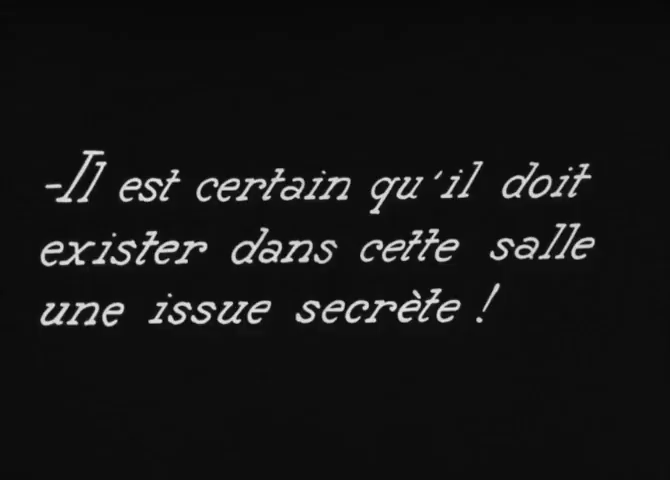 -Il est certain qu'il doit
exister dans cette salle
une issue secrète !